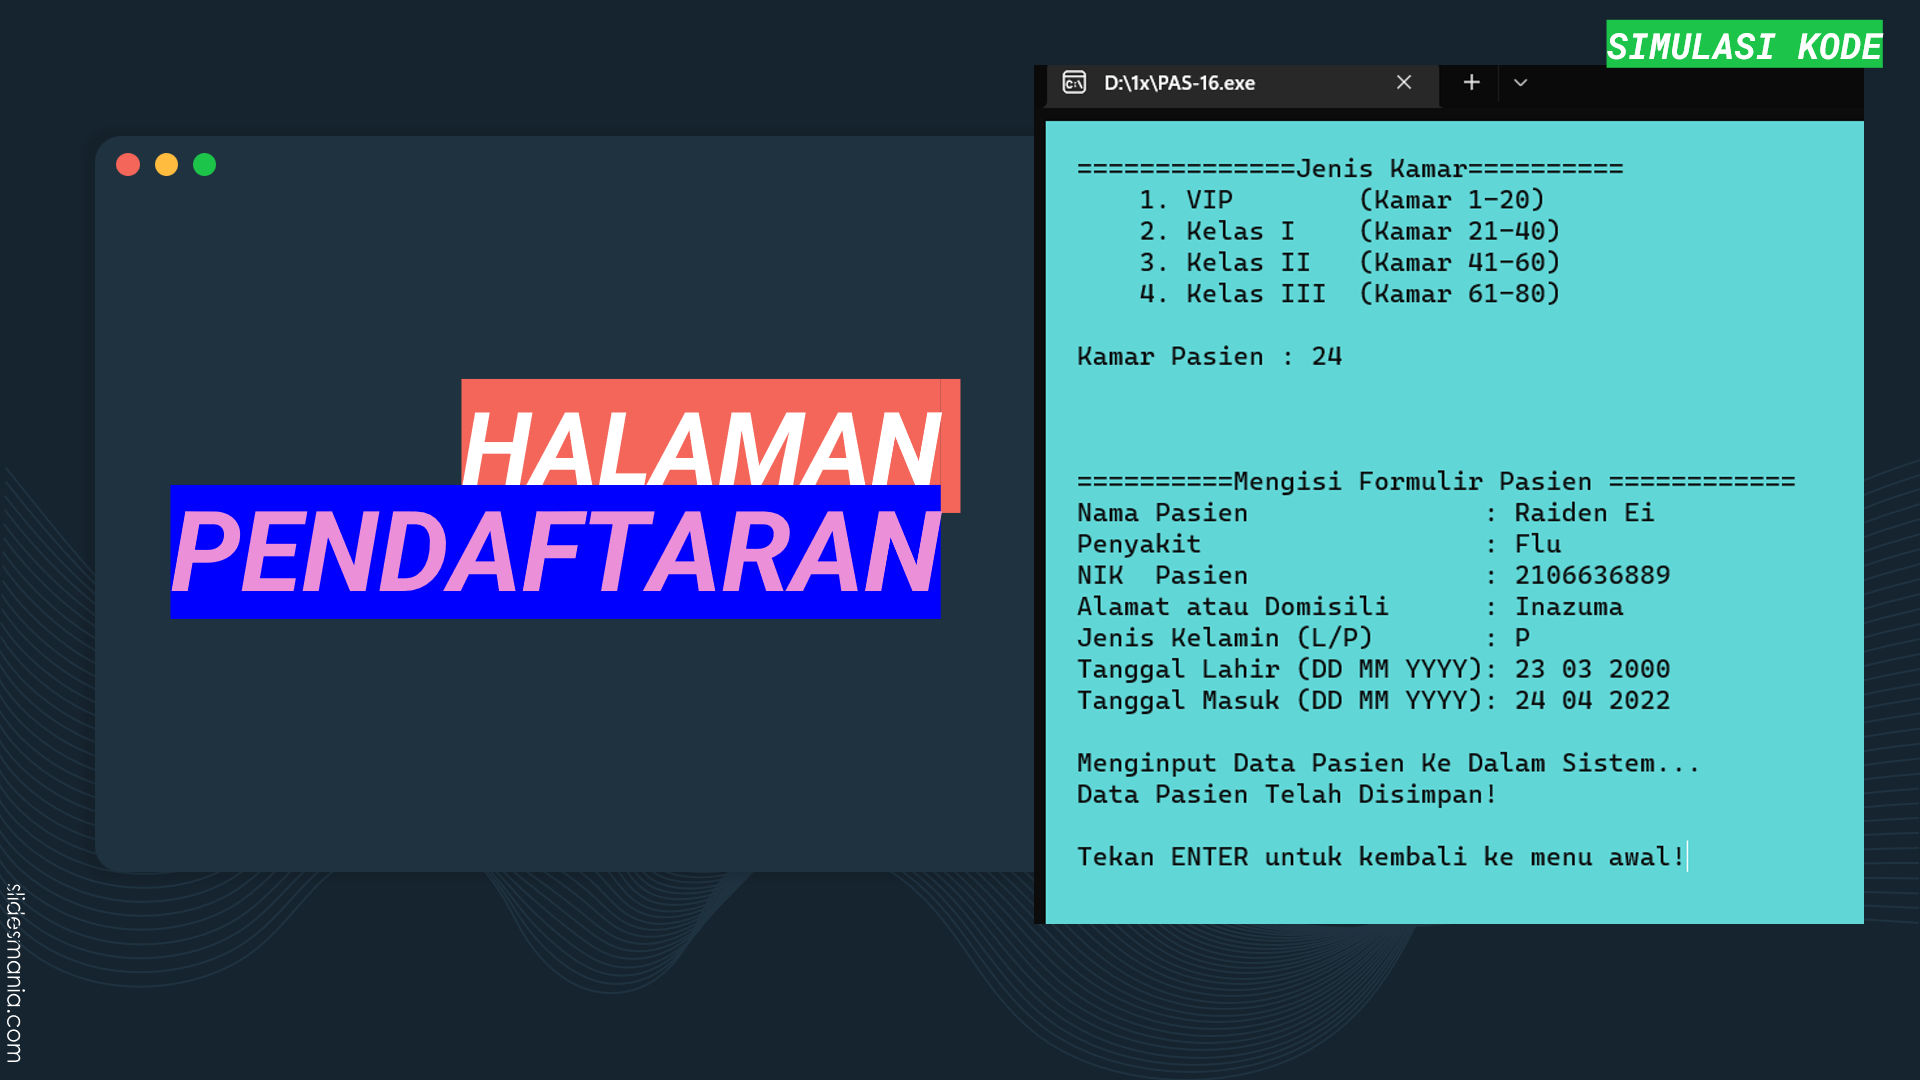 SIMULASI KODE
HALAMAN
PENDAFTARAN
D:\1x\PAS-16.exe
==============Jenis Kamar==========
1. VIP        (Kamar 1-20)
2. Kelas I    (Kamar 21-40)
3. Kelas II   (Kamar 41-60)
4. Kelas III  (Kamar 61-80)
Kamar Pasien : 24
==========Mengisi Formulir Pasien ============
Nama Pasien               : Raiden Ei
Penyakit                  : Flu
NIK  Pasien               : 2106636889
Alamat atau Domisili      : Inazuma
Jenis Kelamin (L/P)       : P
Tanggal Lahir (DD MM YYYY): 23 03 2000
Tanggal Masuk (DD MM YYYY): 24 04 2022
Menginput Data Pasien Ke Dalam Sistem...
Data Pasien Telah Disimpan!
Tekan ENTER untuk kembali ke menu awal!
slidesmania.com